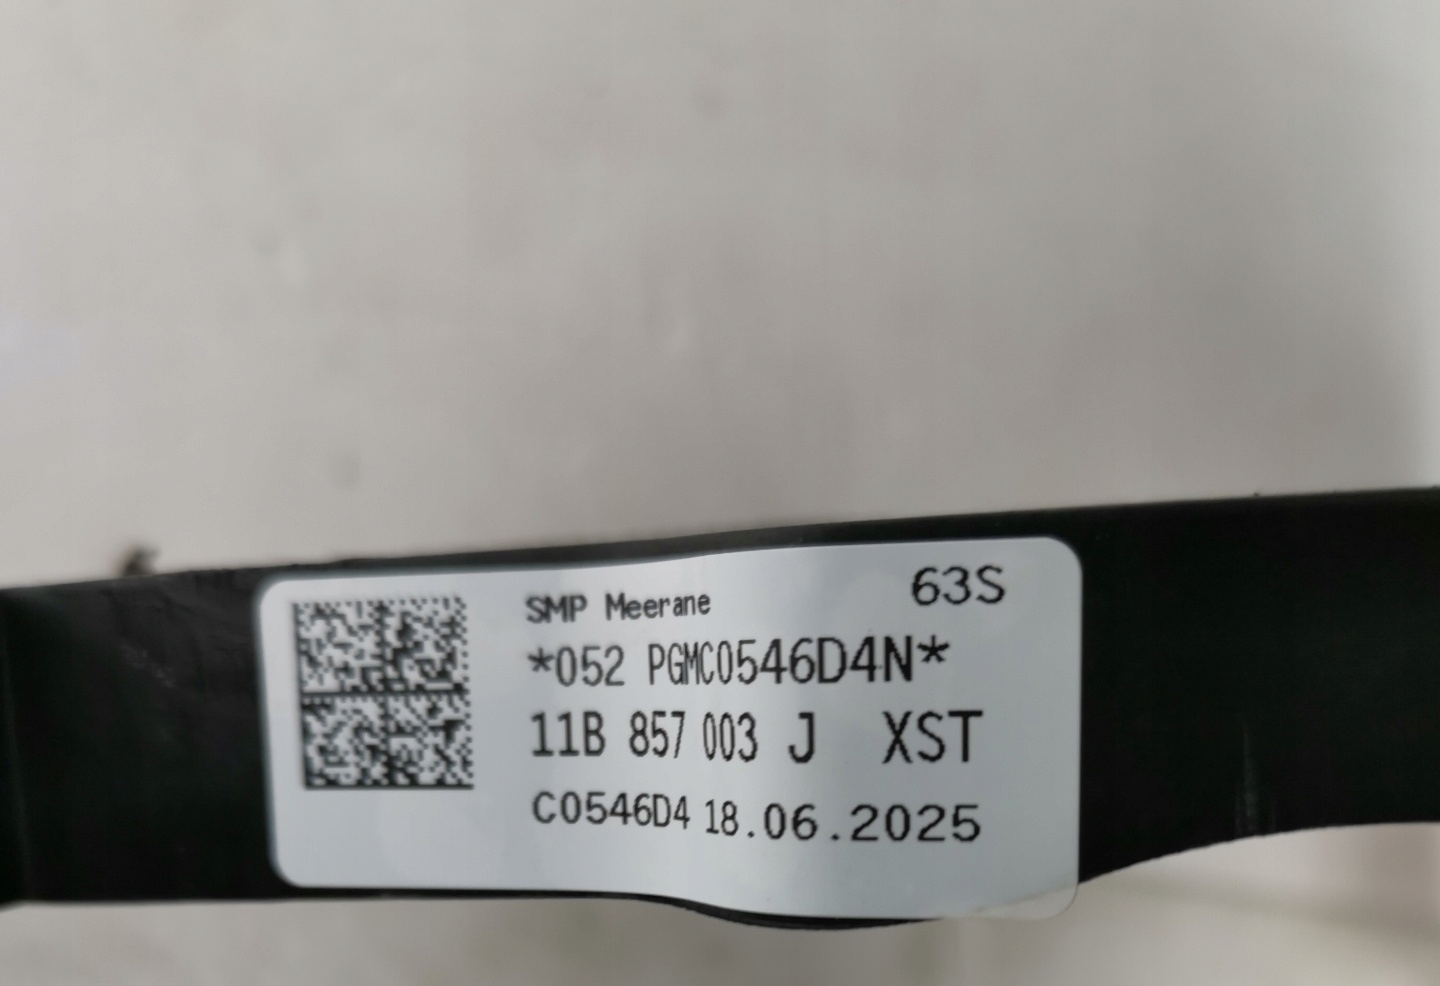 SMP Meerane 63S
*052 PGMC0546D4N*
11B 857 003 J XST
C0546D4 18.06.2025